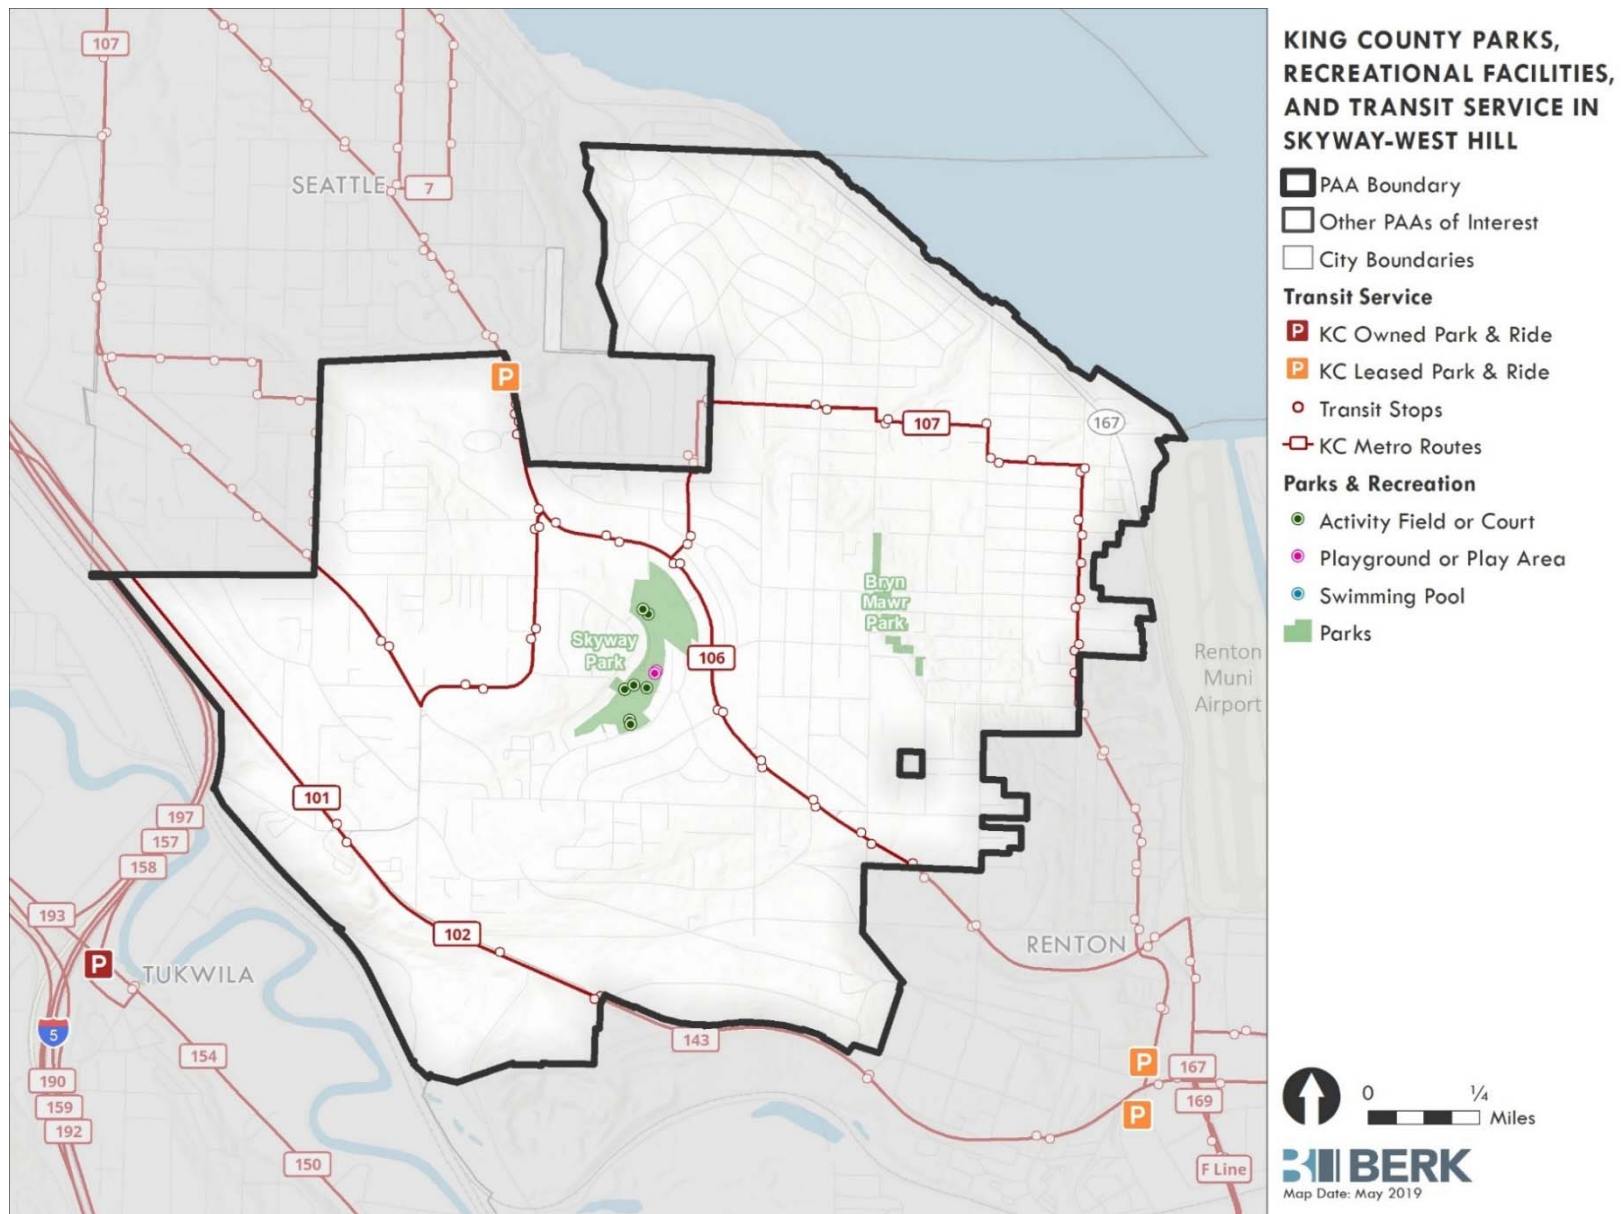 KING COUNTY PARKS,
RECREATIONAL FACILITIES,
AND TRANSIT SERVICE IN
SKYWAY-WEST HILL
PAA Boundary
Other PAAs of Interest
City Boundaries
Transit Service
P KC Owned Park & Ride
P KC Leased Park & Ride
Transit Stops
KC Metro Routes
Parks & Recreation
Activity Field or Court
Playground or Play Area
Swimming Pool
Parks
107
SEATTLE
7
P
107
167
Bryn
Mawr
Park
Skyway
Park
106
Renton
Muni
Airport
101
197
157
158
193
102
RENTON
P
TUKWILA
5
143
154
P
167
190
169
159
P
192
150
F Line
0 ¼
Miles
BERK
Map Date: May 2019